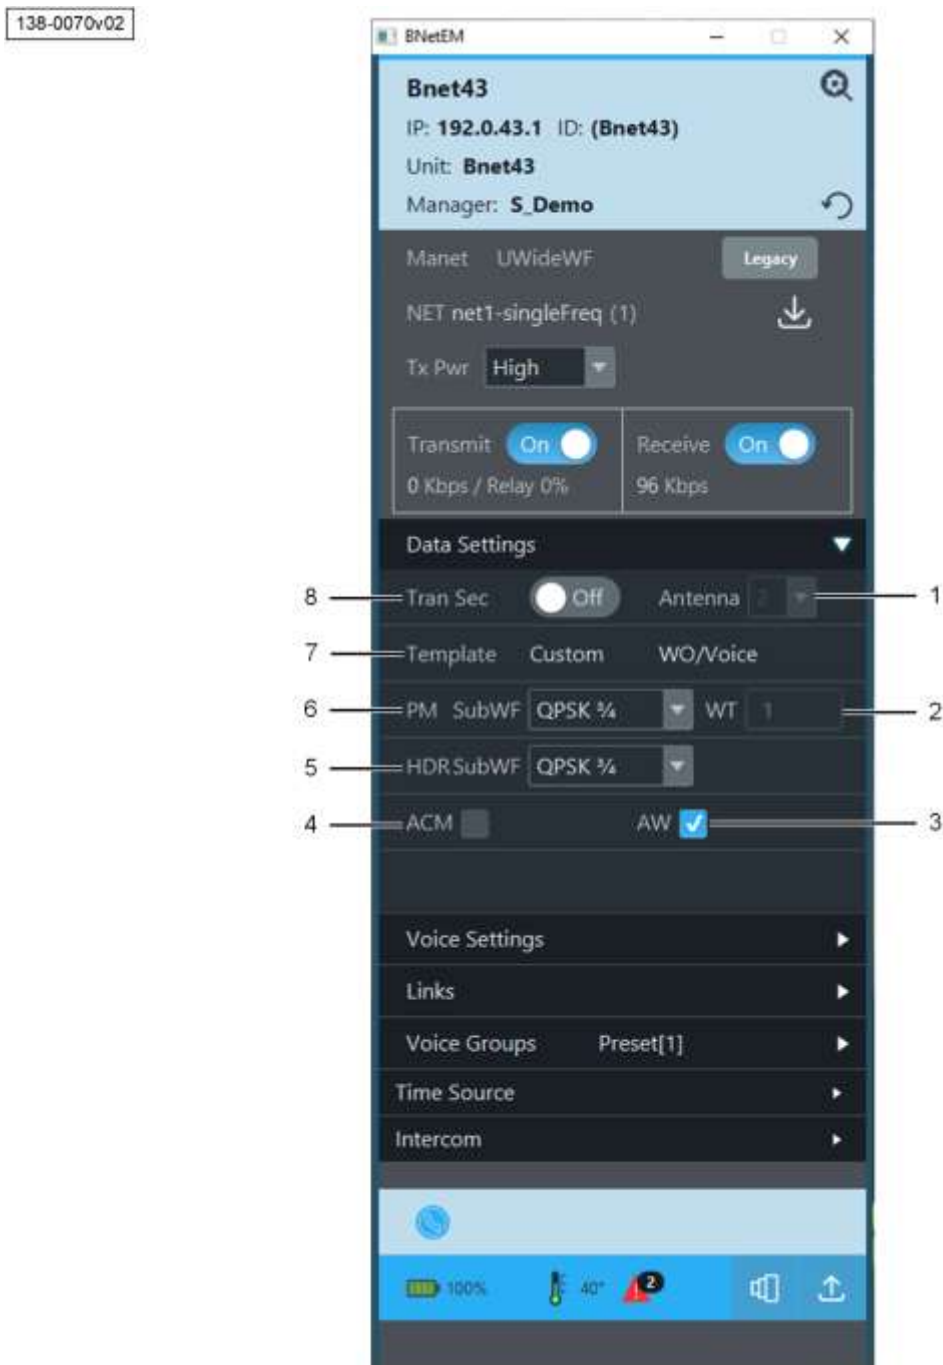 138-0070v02
BNetEM
Bnet43
IP: 192.0.43.1 ID: (Bnet43)
Unit: Bnet43
Manager: S_Demo
Manet UWideWF Legacy
NET net1-singleFreq (1)
Tx Pwr High
Transmit On Receive On
0 Kbps / Relay 0% 96 Kbps
Data Settings
8 Tran Sec Off Antenna 2 1
7 Template Custom WO/Voice
6 PM SubWF QPSK ¾ WT 1 2
5 HDR SubWF QPSK ¾
4 ACM AW 3
Voice Settings
Links
Voice Groups Preset[1]
Time Source
Intercom
100% 40° 2